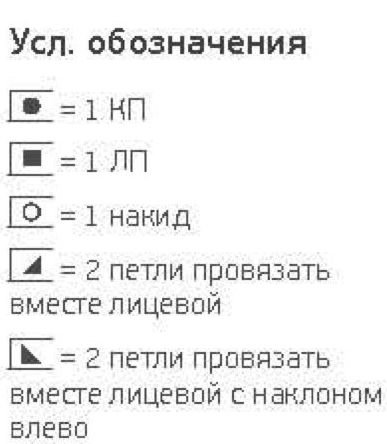 Усл. обозначения
= 1 КП
= 1 ЛП
= 1 накид
= 2 петли провязать
вместе лицевой
= 2 петли провязать
вместе лицевой с наклоном
влево